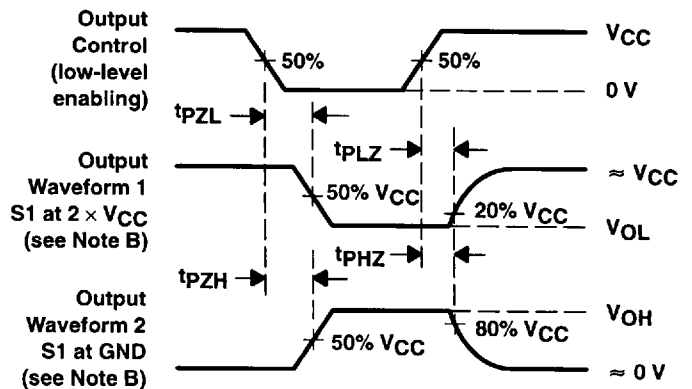 Output
Control
(low-level
enabling)
50%
50%
VCC
0 V
tPZL
tPLZ
Output
Waveform 1
S1 at 2 × VCC
(see Note B)
50% VCC
20% VCC
≈ VCC
VOL
tPZH
tPHZ
Output
Waveform 2
S1 at GND
(see Note B)
50% VCC
80% VCC
VOH
≈ 0 V